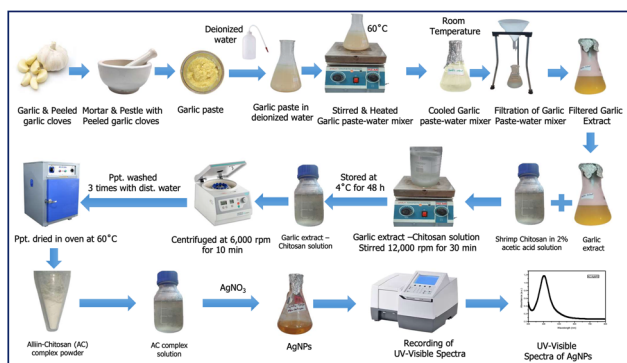 Deionized
water
60°C
Room
Temperature
Garlic & Peeled
garlic cloves
Mortar & Pestle with
Peeled garlic cloves
Garlic paste
Garlic paste in
deionized water
Stirred & Heated
Garlic paste-water mixer
Cooled Garlic
paste-water mixer
Filtration of Garlic
Paste-water mixer
Filtered Garlic
Extract
Ppt. washed
3 times with dist. water
Stored at
4°C for 48 h
Ppt. dried in oven at 60°C
Centrifuged at 6,000 rpm
for 10 min
Garlic extract –
Chitosan solution
Garlic extract –Chitosan solution
Stirred 12,000 rpm for 30 min
Shrimp Chitosan in 2%
acetic acid solution
Garlic
extract
AgNO3
Alliin-Chitosan (AC)
complex powder
AC complex
solution
AgNPs
Recording of
UV-Visible Spectra
UV-Visible
Spectra of AgNPs